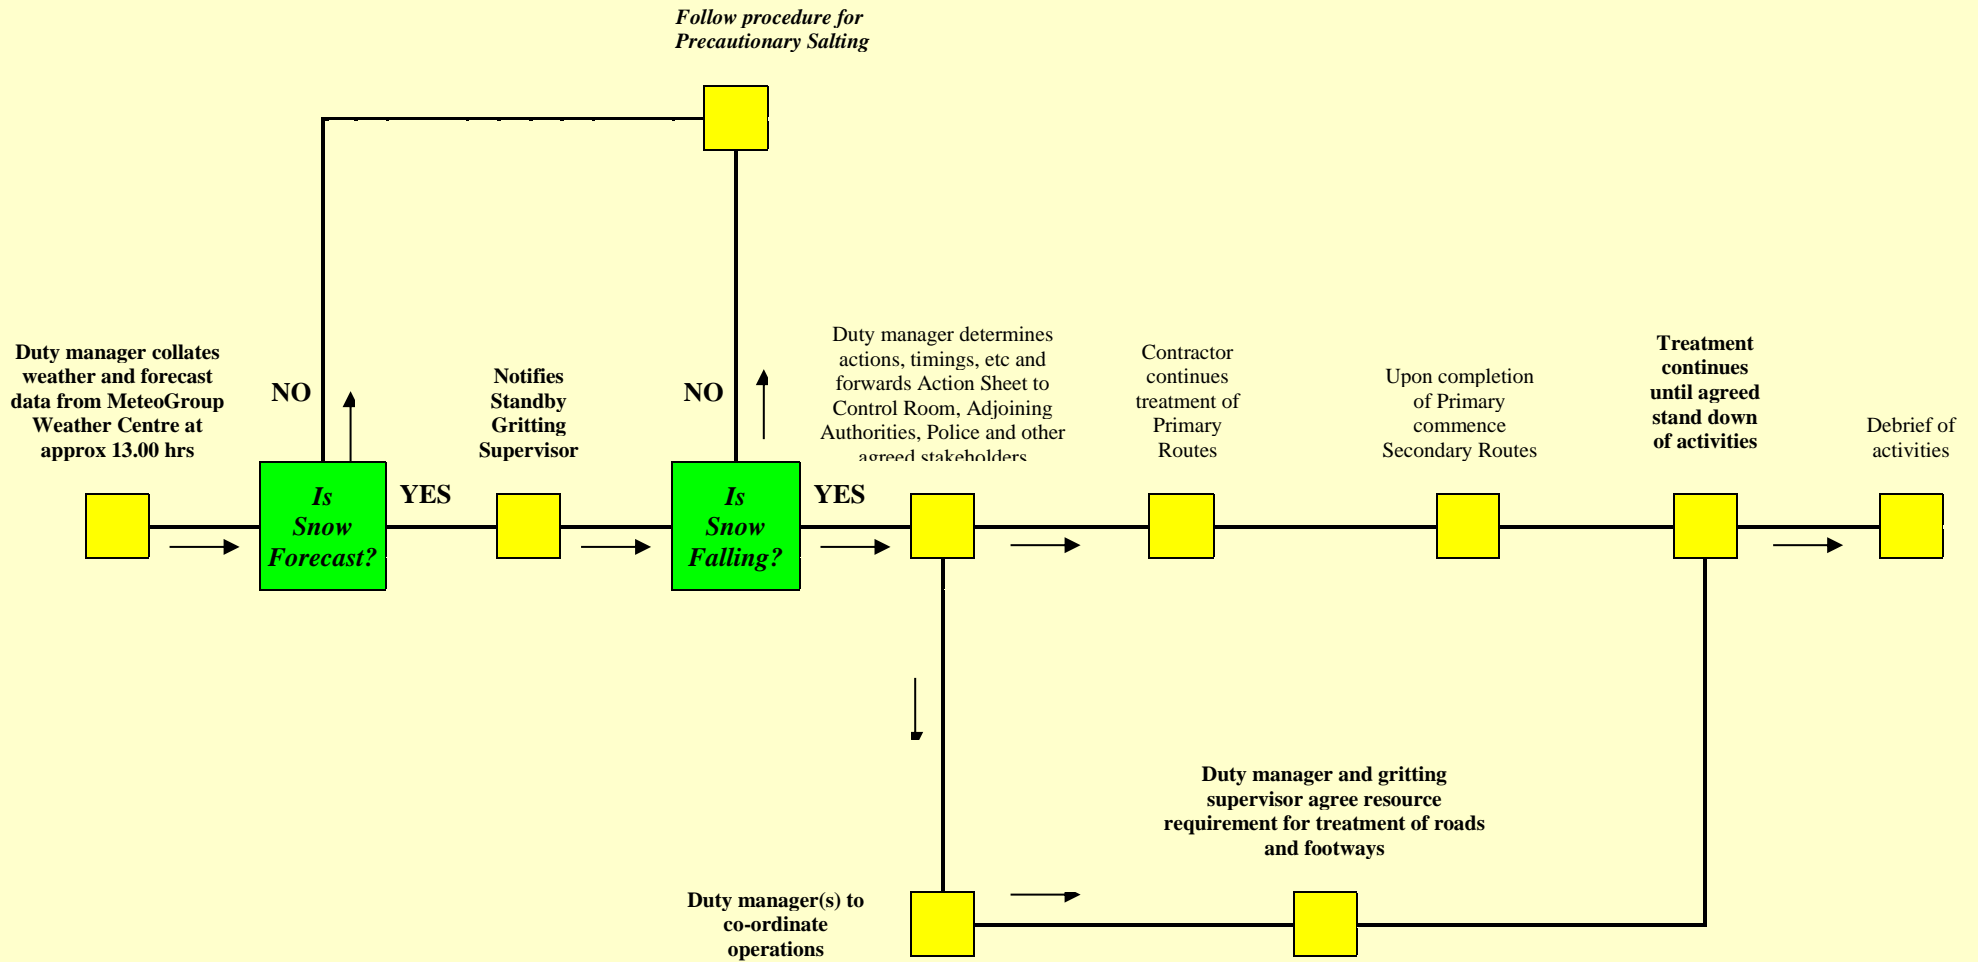 Follow procedure for
Precautionary Salting
Duty manager collates
weather and forecast
data from MeteoGroup
Weather Centre at
approx 13.00 hrs
NO
Notifies
Standby
Gritting
Supervisor
NO
Duty manager determines
actions, timings, etc and
forwards Action Sheet to
Control Room, Adjoining
Authorities, Police and other
agreed stakeholders
Contractor
continues
treatment of
Primary
Routes
Upon completion
of Primary
commence
Secondary Routes
Treatment
continues
until agreed
stand down
of activities
Debrief of
activities
Is
Snow
Forecast?
YES
Is
Snow
Falling?
YES
Duty manager and gritting
supervisor agree resource
requirement for treatment of roads
and footways
Duty manager(s) to
co-ordinate
operations